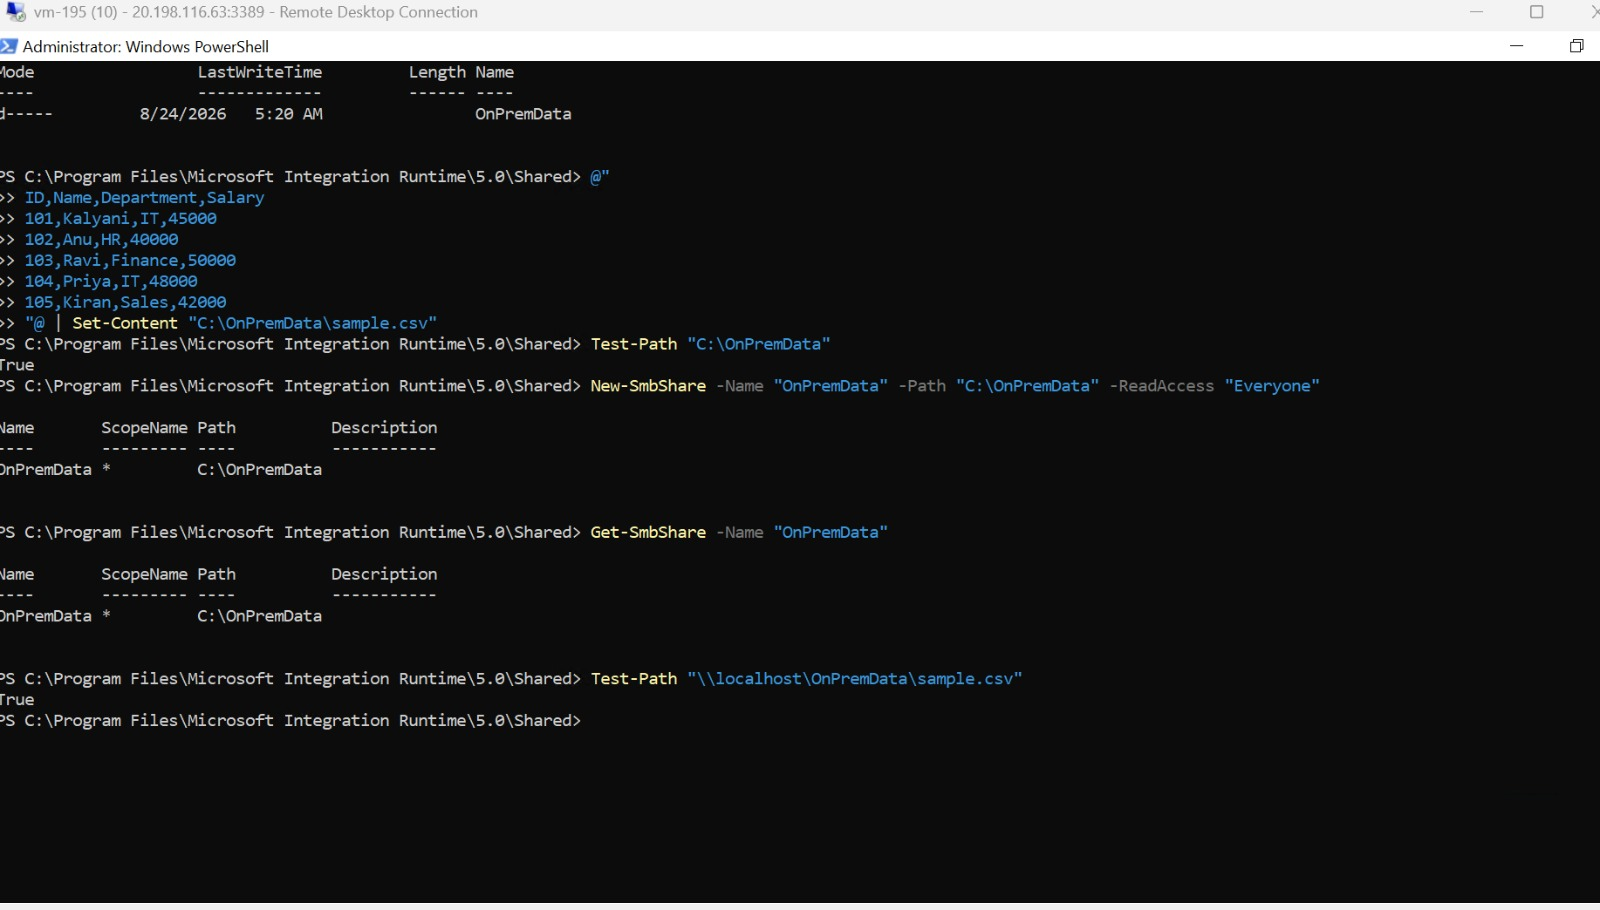 vm-195 (10) - 20.198.116.63:3389 - Remote Desktop Connection
Administrator: Windows PowerShell
Mode                 LastWriteTime         Length Name
----                 -------------         ------ ----
d-----         8/24/2026   5:20 AM                OnPremData
PS C:\Program Files\Microsoft Integration Runtime\5.0\Shared> @"
>> ID,Name,Department,Salary
>> 101,Kalyani,IT,45000
>> 102,Anu,HR,40000
>> 103,Ravi,Finance,50000
>> 104,Priya,IT,48000
>> 105,Kiran,Sales,42000
>> "@ | Set-Content "C:\OnPremData\sample.csv"
PS C:\Program Files\Microsoft Integration Runtime\5.0\Shared> Test-Path "C:\OnPremData"
True
PS C:\Program Files\Microsoft Integration Runtime\5.0\Shared> New-SmbShare -Name "OnPremData" -Path "C:\OnPremData" -ReadAccess "Everyone"
Name       ScopeName Path          Description
----       --------- ----          -----------
OnPremData *         C:\OnPremData
PS C:\Program Files\Microsoft Integration Runtime\5.0\Shared> Get-SmbShare -Name "OnPremData"
Name       ScopeName Path          Description
----       --------- ----          -----------
OnPremData *         C:\OnPremData
PS C:\Program Files\Microsoft Integration Runtime\5.0\Shared> Test-Path "\\localhost\OnPremData\sample.csv"
True
PS C:\Program Files\Microsoft Integration Runtime\5.0\Shared>